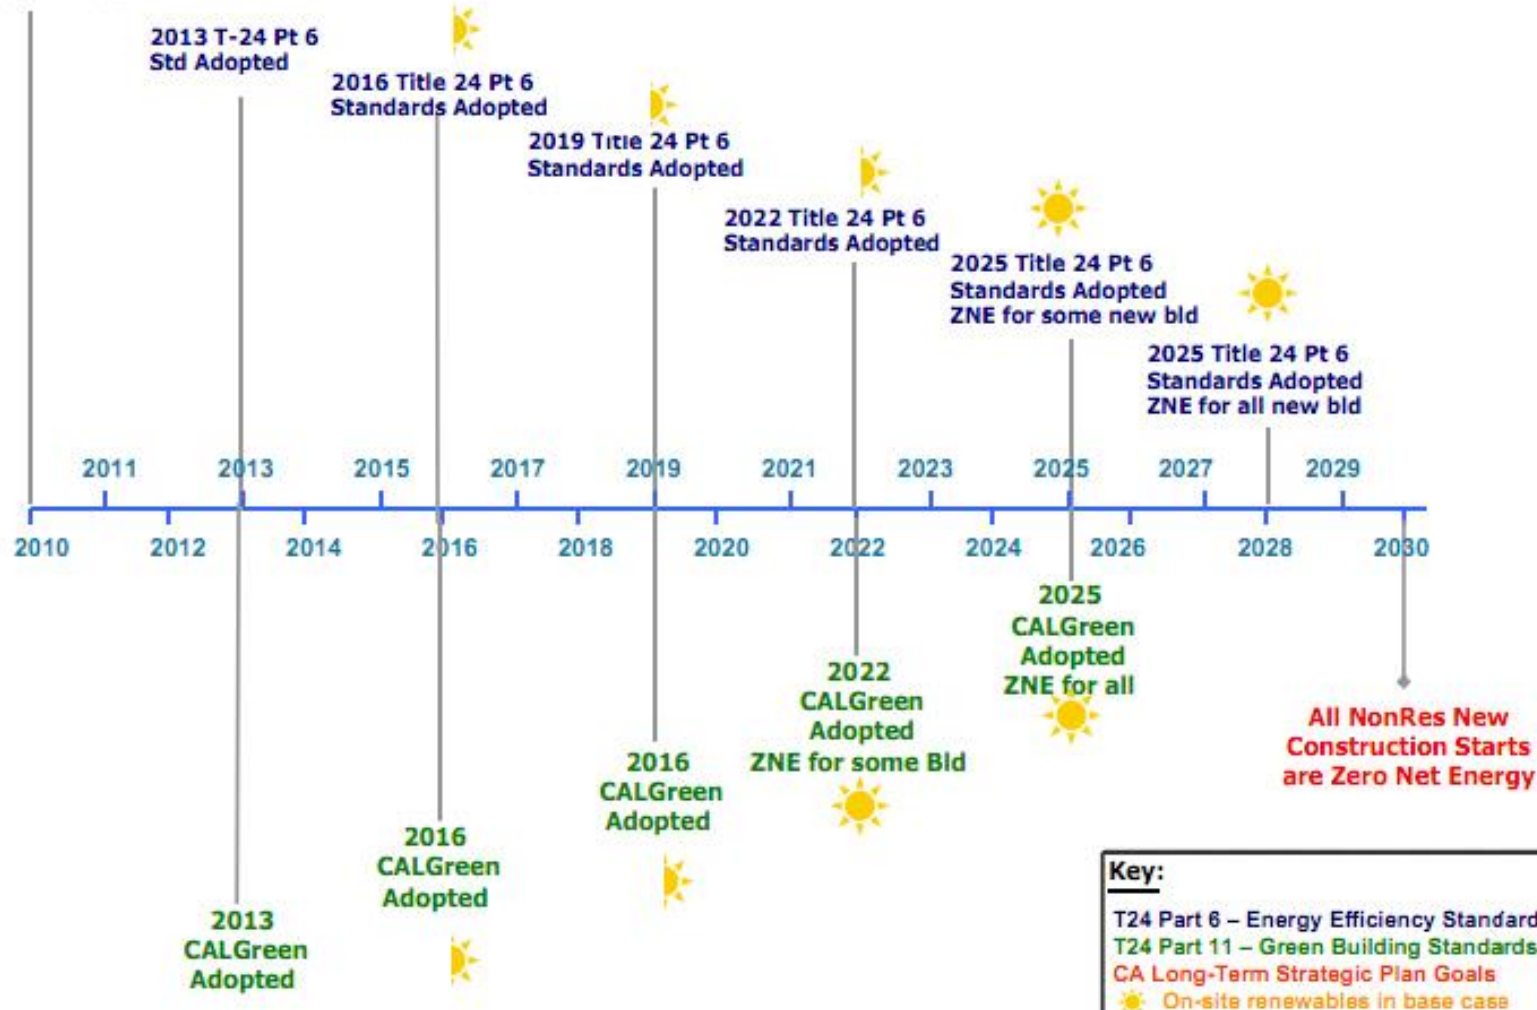 2013 T-24 Pt 6
Std Adopted
2016 Title 24 Pt 6
Standards Adopted
2019 Title 24 Pt 6
Standards Adopted
2022 Title 24 Pt 6
Standards Adopted
2025 Title 24 Pt 6
Standards Adopted
ZNE for some new bld
2025 Title 24 Pt 6
Standards Adopted
ZNE for all new bld
2011 2013 2015 2017 2019 2021 2023 2025 2027 2029
2010 2012 2014 2016 2018 2020 2022 2024 2026 2028 2030
2025
CALGreen
Adopted
ZNE for all
2022
CALGreen
Adopted
ZNE for some Bld
2016
CALGreen
Adopted
2016
CALGreen
Adopted
2013
CALGreen
Adopted
All NonRes New
Construction Starts
are Zero Net Energy
Key:
T24 Part 6 – Energy Efficiency Standard
T24 Part 11 – Green Building Standards
CA Long-Term Strategic Plan Goals
On-site renewables in base case